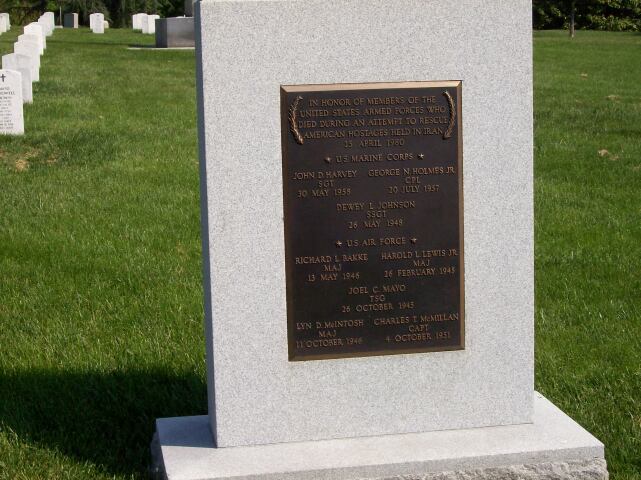 IN HONOR OF MEMBERS OF THE
UNITED STATES ARMED FORCES WHO
DIED DURING AN ATTEMPT TO RESCUE
AMERICAN HOSTAGES HELD IN IRAN
25 APRIL 1980
★ U.S. MARINE CORPS ★
JOHN D. HARVEY GEORGE N. HOLMES JR.
SGT CPL
30 MAY 1958 20 JULY 1957
DEWEY L. JOHNSON
SSGT
26 MAY 1948
★ U.S. AIR FORCE ★
RICHARD L. BAKKE HAROLD L. LEWIS JR.
MAJ MAJ
13 MAY 1946 26 FEBRUARY 1945
JOEL C. MAYO
TSG
26 OCTOBER 1945
LYN D. McINTOSH CHARLES T. McMILLAN
MAJ CAPT
11 OCTOBER 1946 4 OCTOBER 1951